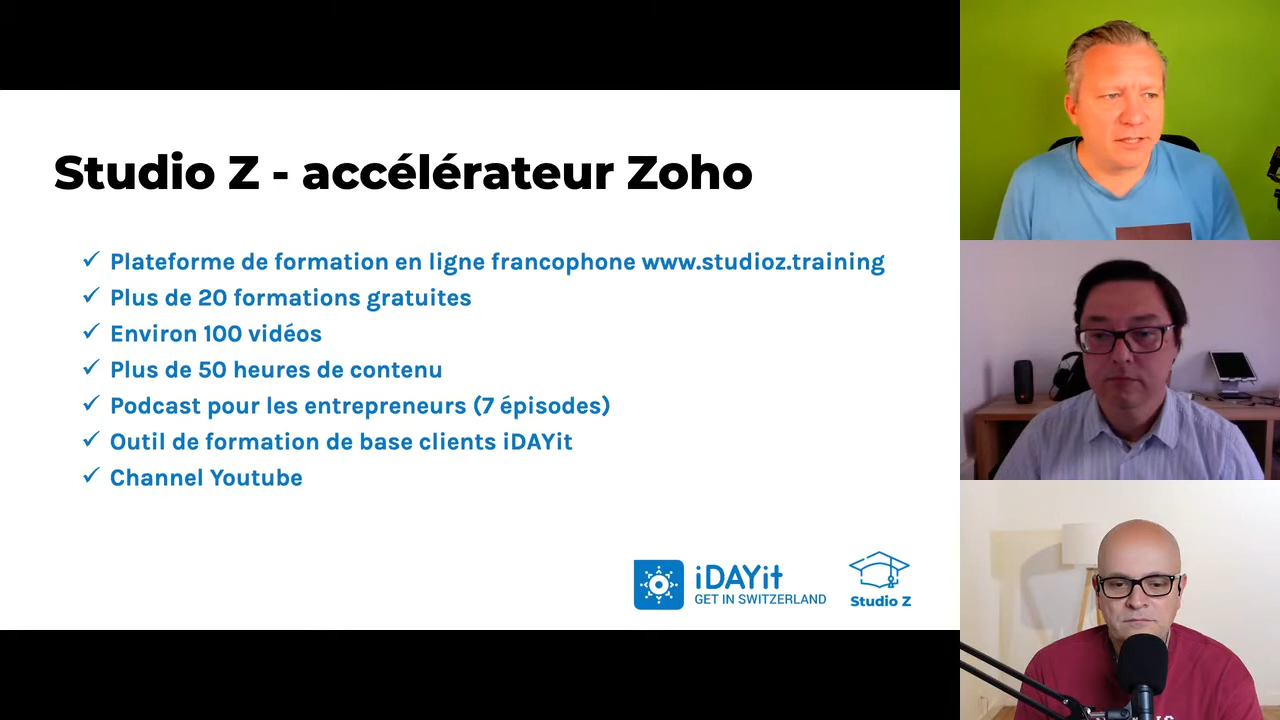 Studio Z - accélérateur Zoho
✓ Plateforme de formation en ligne francophone www.studioz.training
✓ Plus de 20 formations gratuites
✓ Environ 100 vidéos
✓ Plus de 50 heures de contenu
✓ Podcast pour les entrepreneurs (7 épisodes)
✓ Outil de formation de base clients iDAYit
✓ Channel Youtube
iDAYit
GET IN SWITZERLAND
Studio Z